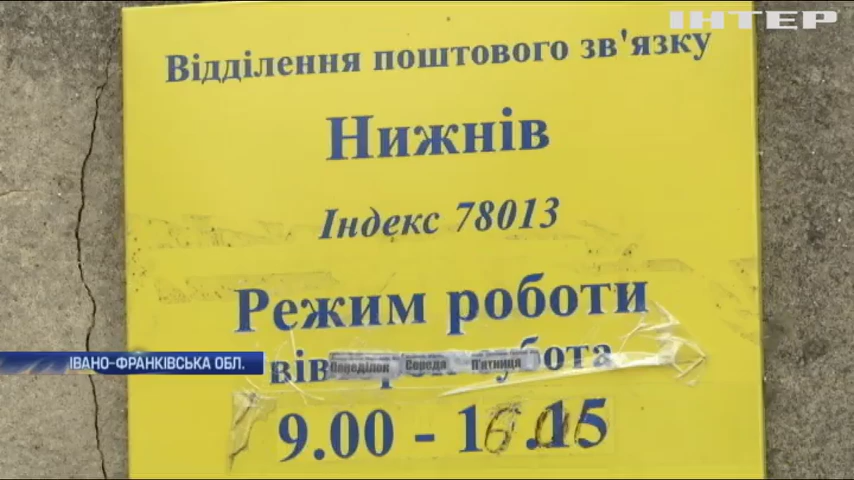 ІНТЕР
Відділення поштового зв'язку
Нижнів
Індекс 78013
Режим роботи
Понеділок Середа П'ятниця
ІВАНО-ФРАНКІВСЬКА ОБЛ.
9.00 - 16.15